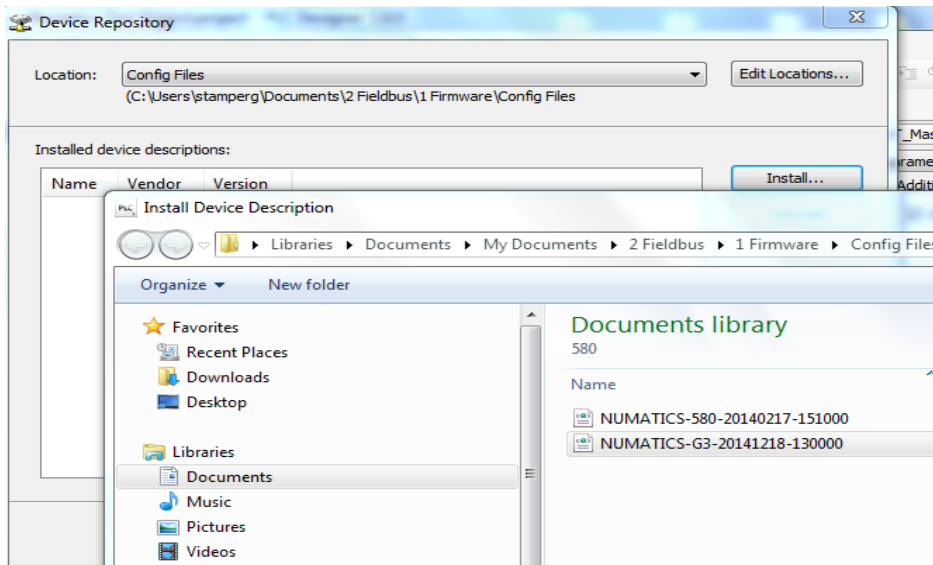 Device Repository
Location:
Config Files
Edit Locations...
(C:\Users\stamperg\Documents\2 Fieldbus\1 Firmware\Config Files
T_Mas
Installed device descriptions:
rame
Name Vendor Version
Install...
Additi
Install Device Description
Libraries Documents My Documents 2 Fieldbus 1 Firmware Config Files
Organize New folder
Favorites
Recent Places
Downloads
Desktop
Libraries
Documents
Music
Pictures
Videos
Documents library
580
Name
NUMATICS-580-20140217-151000
NUMATICS-G3-20141218-130000